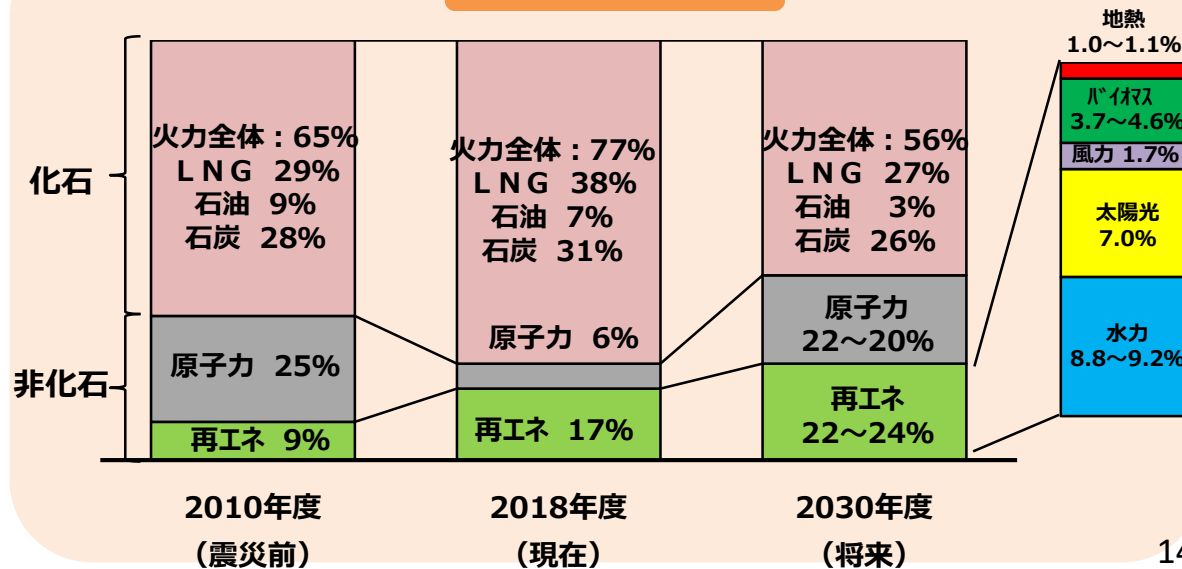 化石
非化石
火力全体：65%
ＬＮＧ 29%
石油 9%
石炭 28%
原子力 25%
再エネ 9%
2010年度
（震災前）
火力全体：77%
ＬＮＧ 38%
石油 7%
石炭 31%
原子力 6%
再エネ 17%
2018年度
（現在）
火力全体：56%
ＬＮＧ 27%
石油 3%
石炭 26%
原子力
22～20%
再エネ
22～24%
2030年度
（将来）
地熱
1.0～1.1%
ﾊﾞｲｵﾏｽ
3.7～4.6%
風力 1.7%
太陽光
7.0%
水力
8.8～9.2%
14